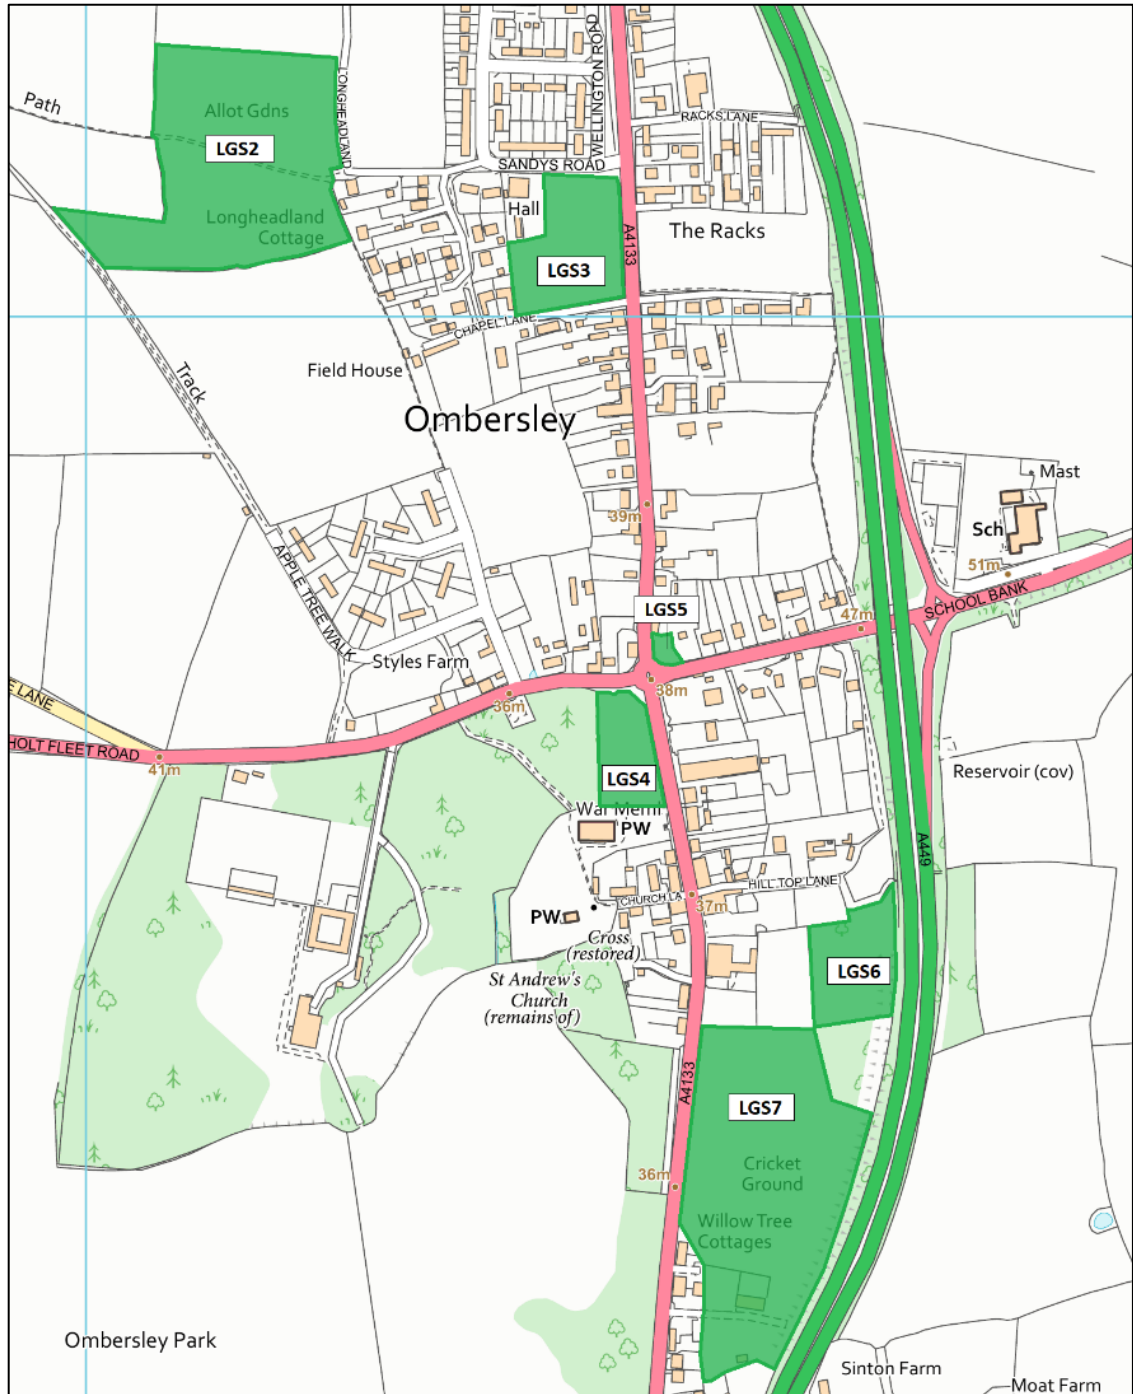 Path
Allot Gdns
LGS2
LONGHEADLAND
Longheadland
Cottage
WELLINGTON ROAD
RACKS LANE
SANDYS ROAD
Hall
A4133
The Racks
LGS3
CHAPEL LANE
Track
Field House
Ombersley
Mast
39m
Sch
51m
APPLE TREE WALK
LGS5
47m
SCHOOL BANK
Styles Farm
38m
36m
E LANE
HOLT FLEET ROAD
41m
LGS4
Reservoir (cov)
War Meml
PW
A449
HILL TOP LANE
CHURCH LA
37m
PW
Cross
(restored)
LGS6
St Andrew's
Church
(remains of)
A4133
LGS7
36m
Cricket
Ground
Willow Tree
Cottages
Ombersley Park
Sinton Farm
Moat Farm